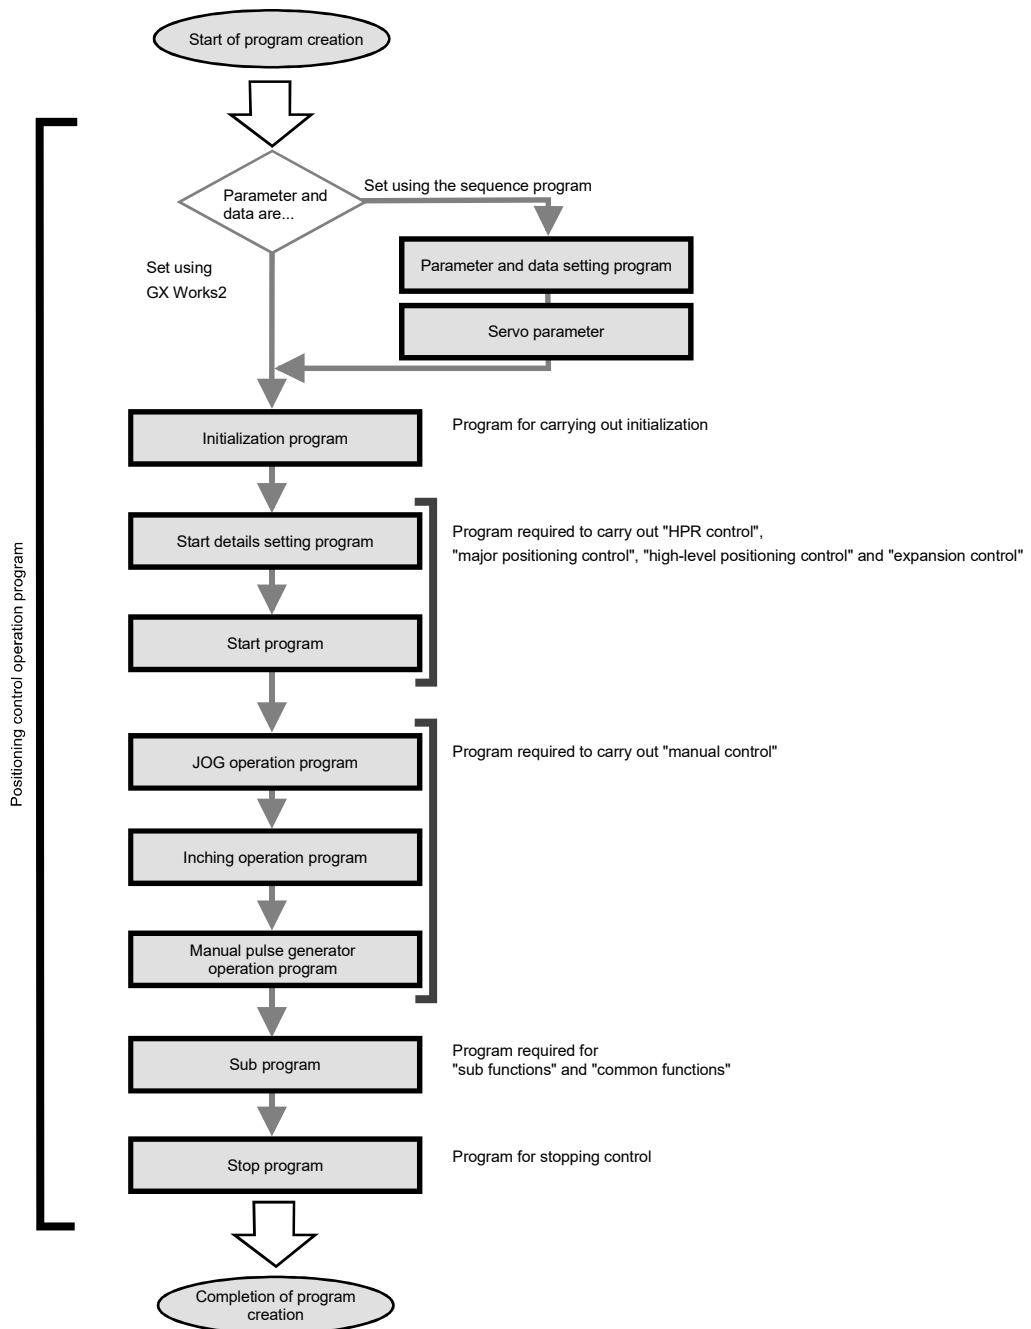 Start of program creation
Parameter and
data are...
Set using the sequence program
Parameter and data setting program
Set using
GX Works2
Servo parameter
Initialization program
Program for carrying out initialization
Start details setting program
Program required to carry out "HPR control",
"major positioning control", "high-level positioning control" and "expansion control"
Start program
Positioning control operation program
JOG operation program
Program required to carry out "manual control"
Inching operation program
Manual pulse generator
operation program
Sub program
Program required for
"sub functions" and "common functions"
Stop program
Program for stopping control
Completion of program
creation